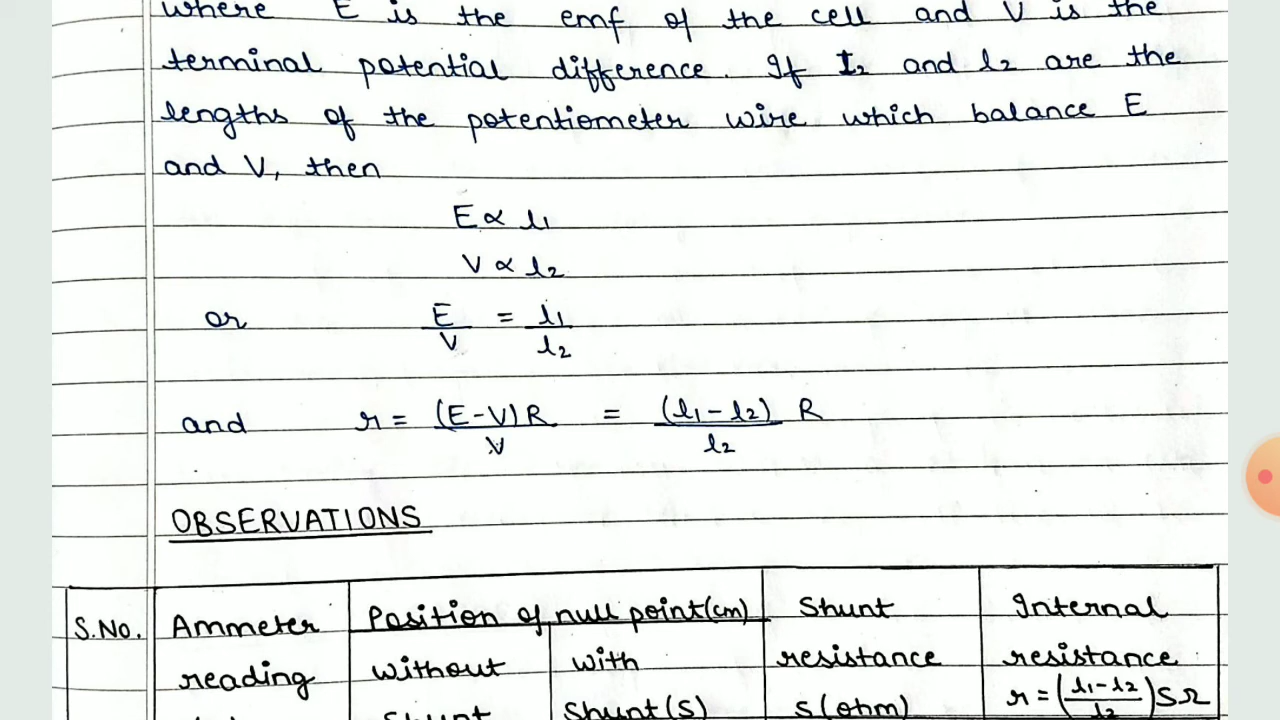 where E is the emf of the cell and V is the
terminal potential difference. If I₂ and l₂ are the
lengths of the potentiometer wire which balance E
and V, then
E ∝ l₁
V ∝ l₂
or E/V = l₁/l₂
and r = (E-V)R/V = (l₁-l₂)/l₂ R
OBSERVATIONS
S.No. Ammeter reading
Position of null point(cm)
without shunt
with shunt(s)
Shunt resistance s(ohm)
Internal resistance r = (l₁-l₂/l₂)SΩ